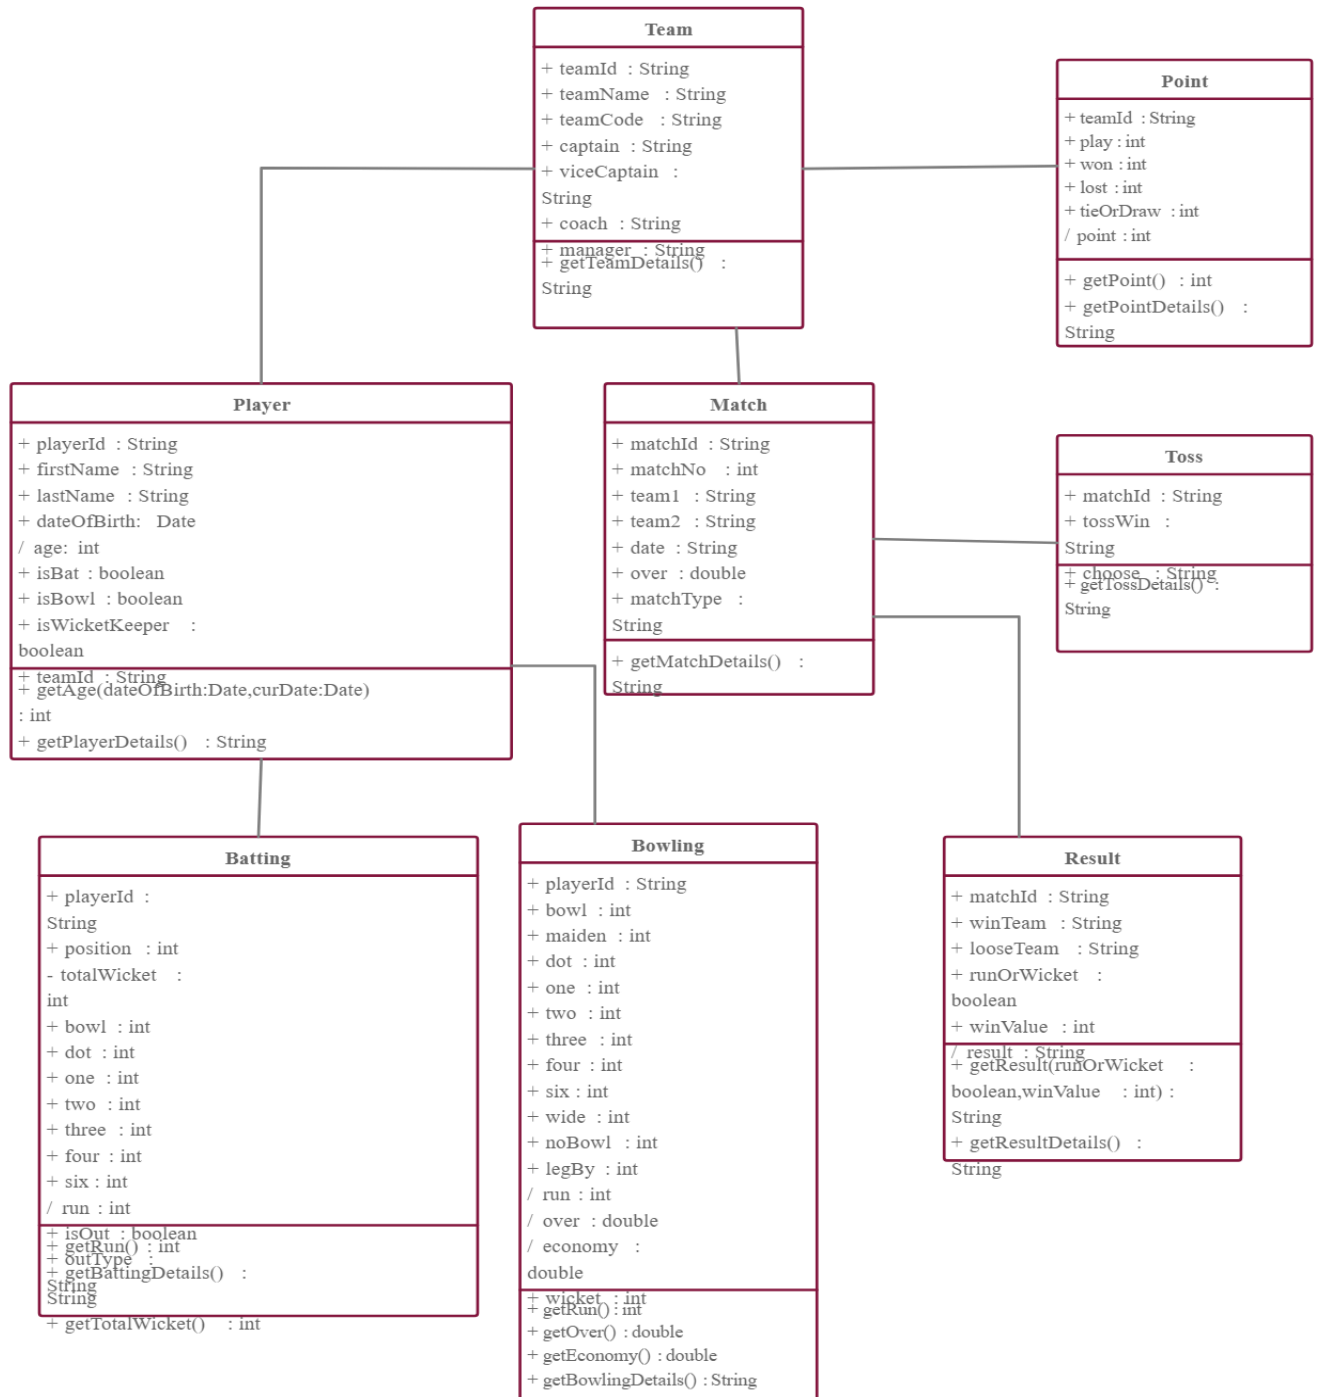 Team
+ teamId : String
+ teamName : String
+ teamCode : String
+ captain : String
+ viceCaptain :
String
+ coach : String
+ manager : String
+ getTeamDetails() :
String
Point
+ teamId : String
+ play : int
+ won : int
+ lost : int
+ tieOrDraw : int
/ point : int
+ getPoint() : int
+ getPointDetails() :
String
Player
+ playerId : String
+ firstName : String
+ lastName : String
+ dateOfBirth: Date
/ age: int
+ isBat : boolean
+ isBowl : boolean
+ isWicketKeeper :
boolean
+ teamId : String
+ getAge(dateOfBirth:Date,curDate:Date)
: int
+ getPlayerDetails() : String
Match
+ matchId : String
+ matchNo : int
+ team1 : String
+ team2 : String
+ date : String
+ over : double
+ matchType :
String
+ getMatchDetails() :
String
Toss
+ matchId : String
+ tossWin :
String
+ choose : String
+ getTossDetails() :
String
Batting
+ playerId :
String
+ position : int
- totalWicket :
int
+ bowl : int
+ dot : int
+ one : int
+ two : int
+ three : int
+ four : int
+ six : int
/ run : int
+ isOut : boolean
+ outType :
String
+ getRun() : int
+ getBattingDetails() :
String
+ getTotalWicket() : int
Bowling
+ playerId : String
+ bowl : int
+ maiden : int
+ dot : int
+ one : int
+ two : int
+ three : int
+ four : int
+ six : int
+ wide : int
+ noBowl : int
+ legBy : int
/ run : int
/ over : double
/ economy :
double
+ wicket : int
+ getRun() : int
+ getOver() : double
+ getEconomy() : double
+ getBowlingDetails() : String
Result
+ matchId : String
+ winTeam : String
+ looseTeam : String
+ runOrWicket :
boolean
+ winValue : int
/ result : String
+ getResult(runOrWicket :
boolean,winValue : int) :
String
+ getResultDetails() :
String